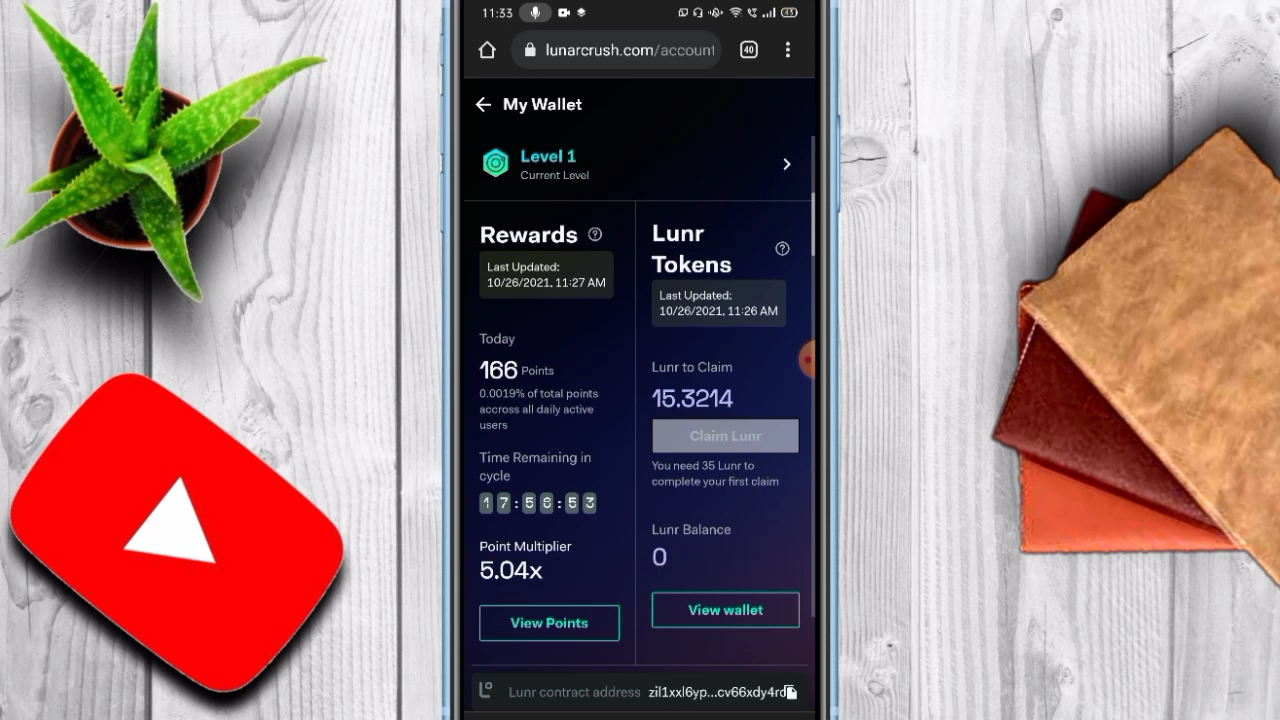 11:33
45
lunarcrush.com/account
40
My Wallet
Level 1
Current Level
Rewards
Last Updated:
10/26/2021, 11:27 AM
Today
166 Points
0.0019% of total points
accross all daily active
users
Time Remaining in
cycle
17:56:53
Point Multiplier
5.04x
View Points
Lunr
Tokens
Last Updated:
10/26/2021, 11:26 AM
Lunr to Claim
15.3214
Claim Lunr
You need 35 Lunr to
complete your first claim
Lunr Balance
0
View wallet
Lunr contract address zil1xxl6yp...cv66xdy4rd